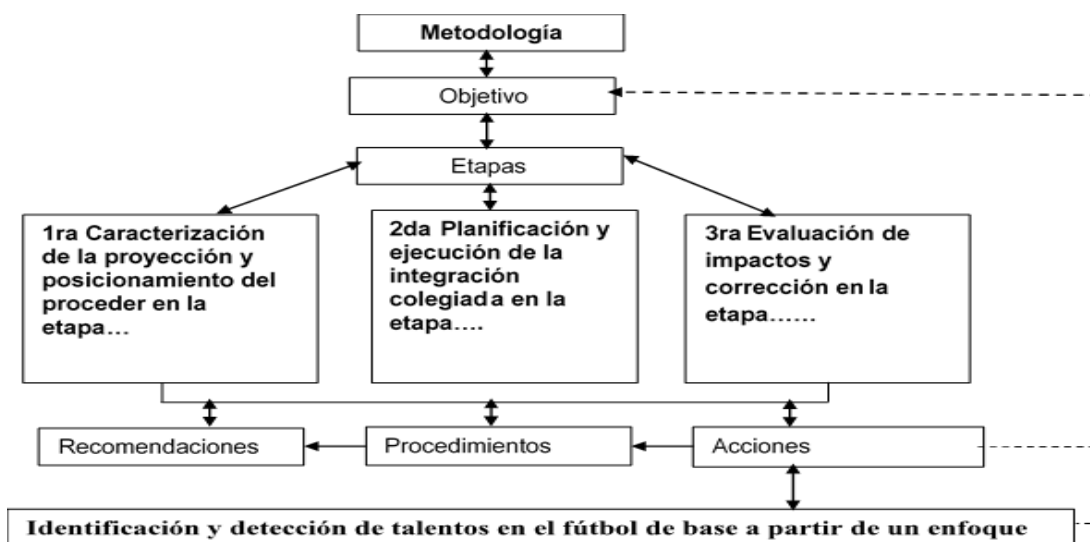 Metodología
Objetivo
Etapas
1ra Caracterización
de la proyección y
posicionamiento del
proceder en la
etapa…
2da Planificación y
ejecución de la
integración
colegiada en la
etapa….
3ra Evaluación de
impactos y
corrección en la
etapa……
Recomendaciones
Procedimientos
Acciones
Identificación y detección de talentos en el fútbol de base a partir de un enfoque